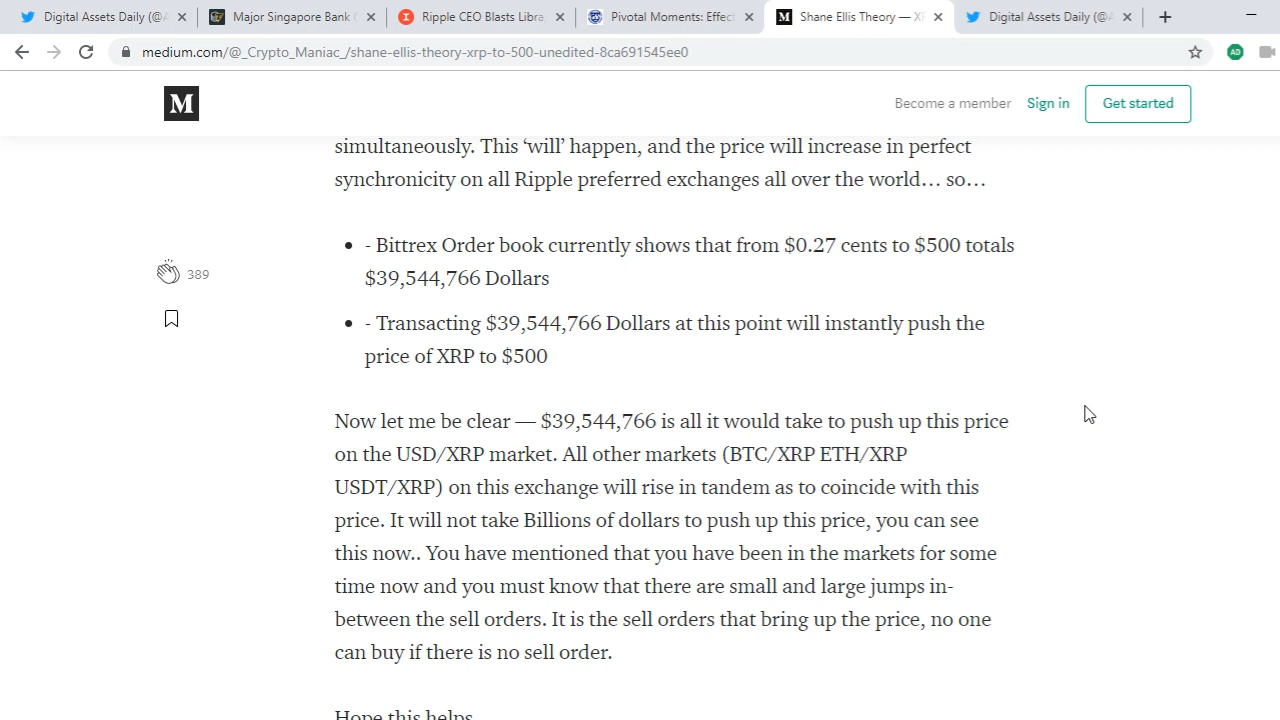 Digital Assets Daily (@A
Major Singapore Bank
Ripple CEO Blasts Libra
Pivotal Moments: Effect
Shane Ellis Theory — XR
Digital Assets Daily (@A
medium.com/@_Crypto_Maniac_/shane-ellis-theory-xrp-to-500-unedited-8ca691545ee0
AD
M
Become a member
Sign in
Get started
simultaneously. This ‘will’ happen, and the price will increase in perfect
synchronicity on all Ripple preferred exchanges all over the world… so…
- Bittrex Order book currently shows that from $0.27 cents to $500 totals
$39,544,766 Dollars
389
- Transacting $39,544,766 Dollars at this point will instantly push the
price of XRP to $500
Now let me be clear — $39,544,766 is all it would take to push up this price
on the USD/XRP market. All other markets (BTC/XRP ETH/XRP
USDT/XRP) on this exchange will rise in tandem as to coincide with this
price. It will not take Billions of dollars to push up this price, you can see
this now.. You have mentioned that you have been in the markets for some
time now and you must know that there are small and large jumps in-
between the sell orders. It is the sell orders that bring up the price, no one
can buy if there is no sell order.
Hope this helps